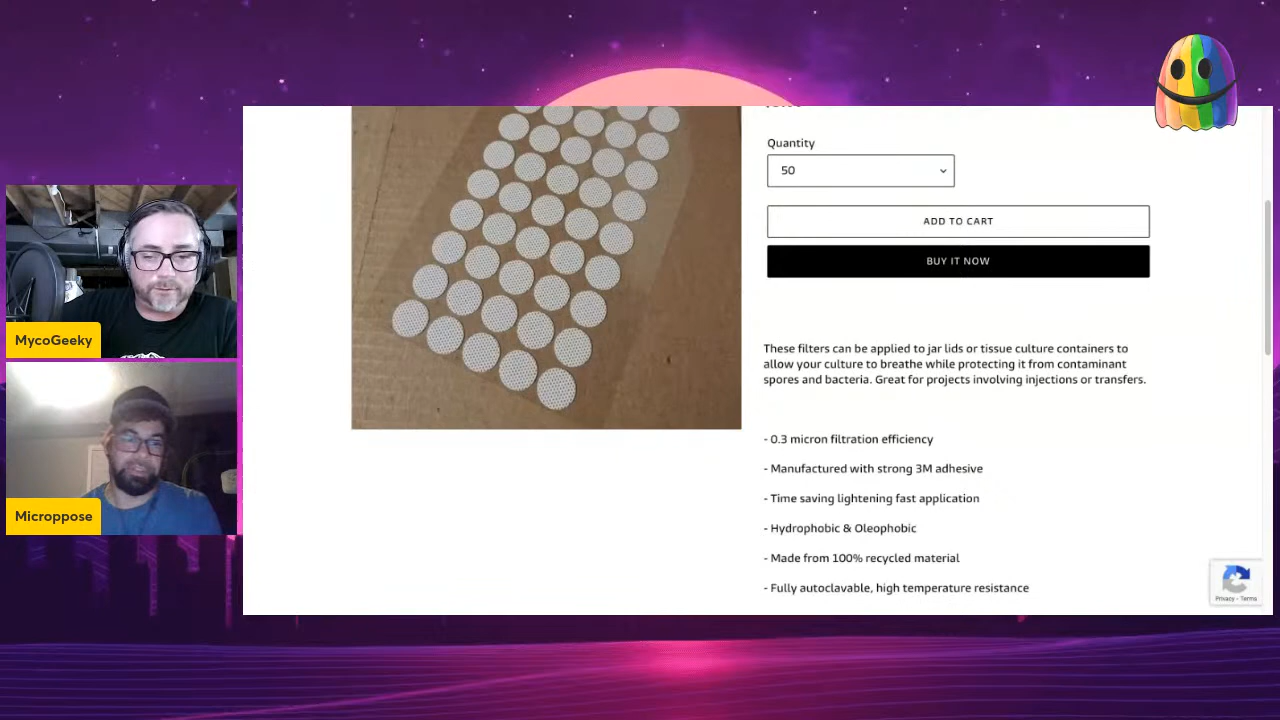 Quantity
50
ADD TO CART
BUY IT NOW
MycoGeeky
These filters can be applied to jar lids or tissue culture containers to
allow your culture to breathe while protecting it from contaminant
spores and bacteria. Great for projects involving injections or transfers.
- 0.3 micron filtration efficiency
- Manufactured with strong 3M adhesive
- Time saving lightening fast application
Microppose
- Hydrophobic & Oleophobic
- Made from 100% recycled material
- Fully autoclavable, high temperature resistance
Privacy - Terms